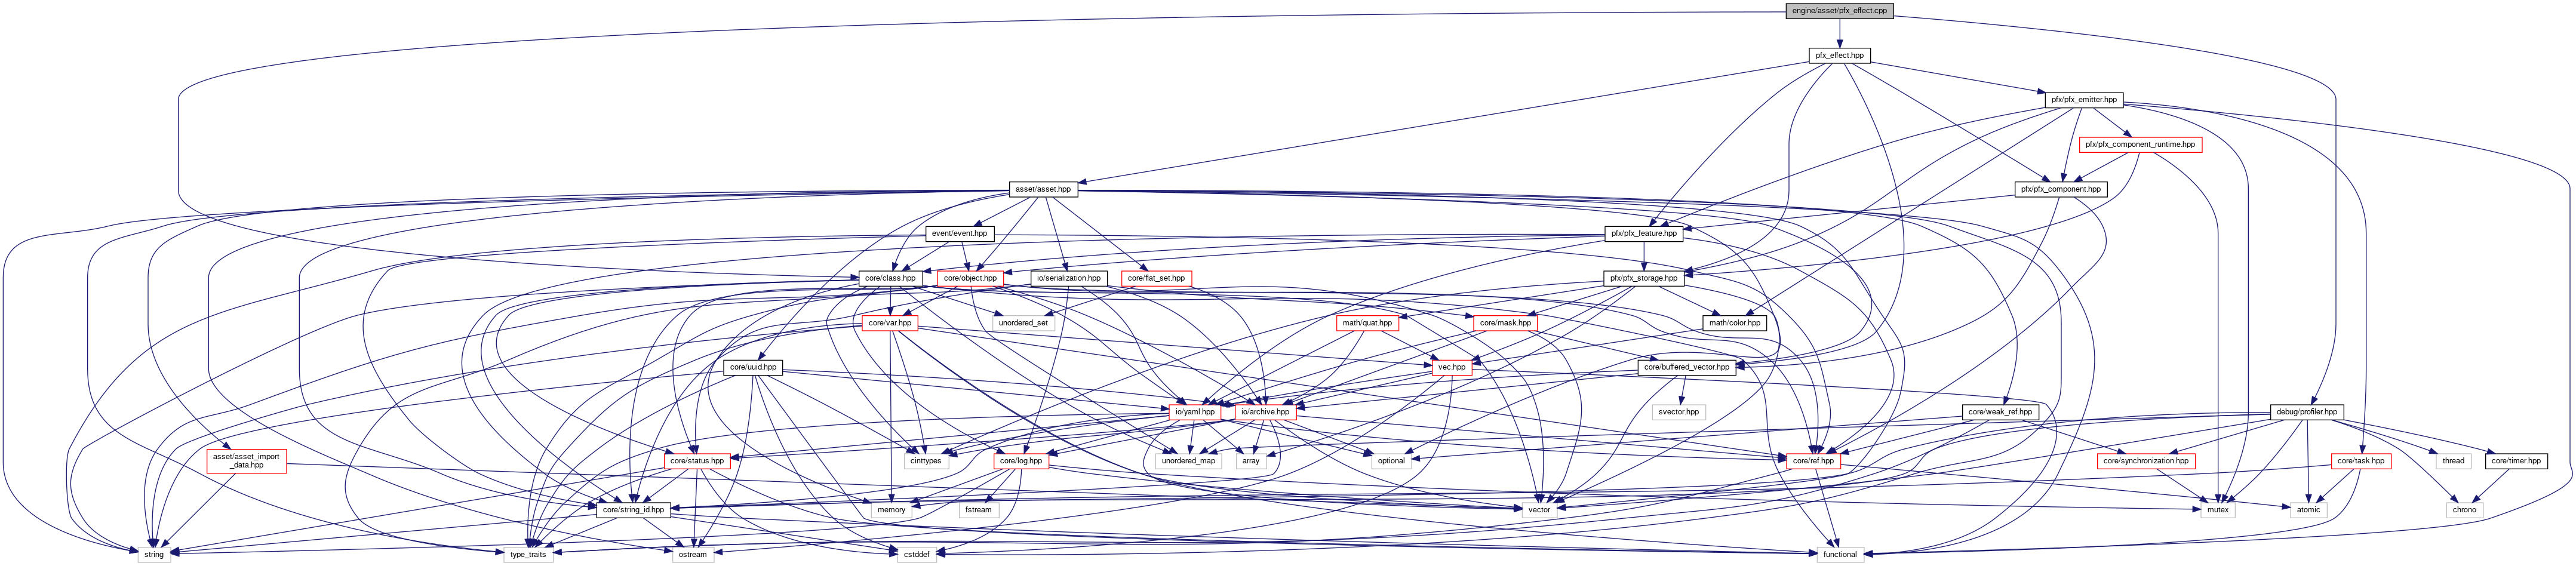 engine/asset/pfx_effect.cpp
pfx_effect.hpp
pfx/pfx_emitter.hpp
pfx/pfx_component_runtime.hpp
asset/asset.hpp
pfx/pfx_component.hpp
event/event.hpp
pfx/pfx_feature.hpp
core/class.hpp
core/object.hpp
io/serialization.hpp
core/flat_set.hpp
pfx/pfx_storage.hpp
core/var.hpp
unordered_set
math/quat.hpp
core/mask.hpp
math/color.hpp
core/uuid.hpp
vec.hpp
core/buffered_vector.hpp
io/yaml.hpp
io/archive.hpp
svector.hpp
core/weak_ref.hpp
debug/profiler.hpp
asset/asset_import
_data.hpp
core/status.hpp
cinttypes
core/log.hpp
unordered_map
array
optional
core/ref.hpp
core/synchronization.hpp
core/task.hpp
thread
core/timer.hpp
core/string_id.hpp
memory
fstream
vector
mutex
atomic
chrono
string
type_traits
ostream
cstddef
functional